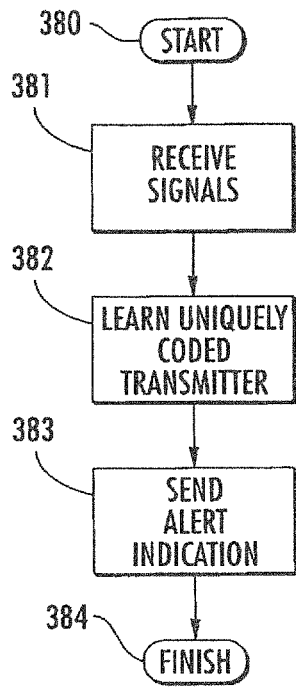 380
START
381
RECEIVE
SIGNALS
382
LEARN UNIQUELY
CODED
TRANSMITTER
383
SEND
ALERT
INDICATION
384
FINISH